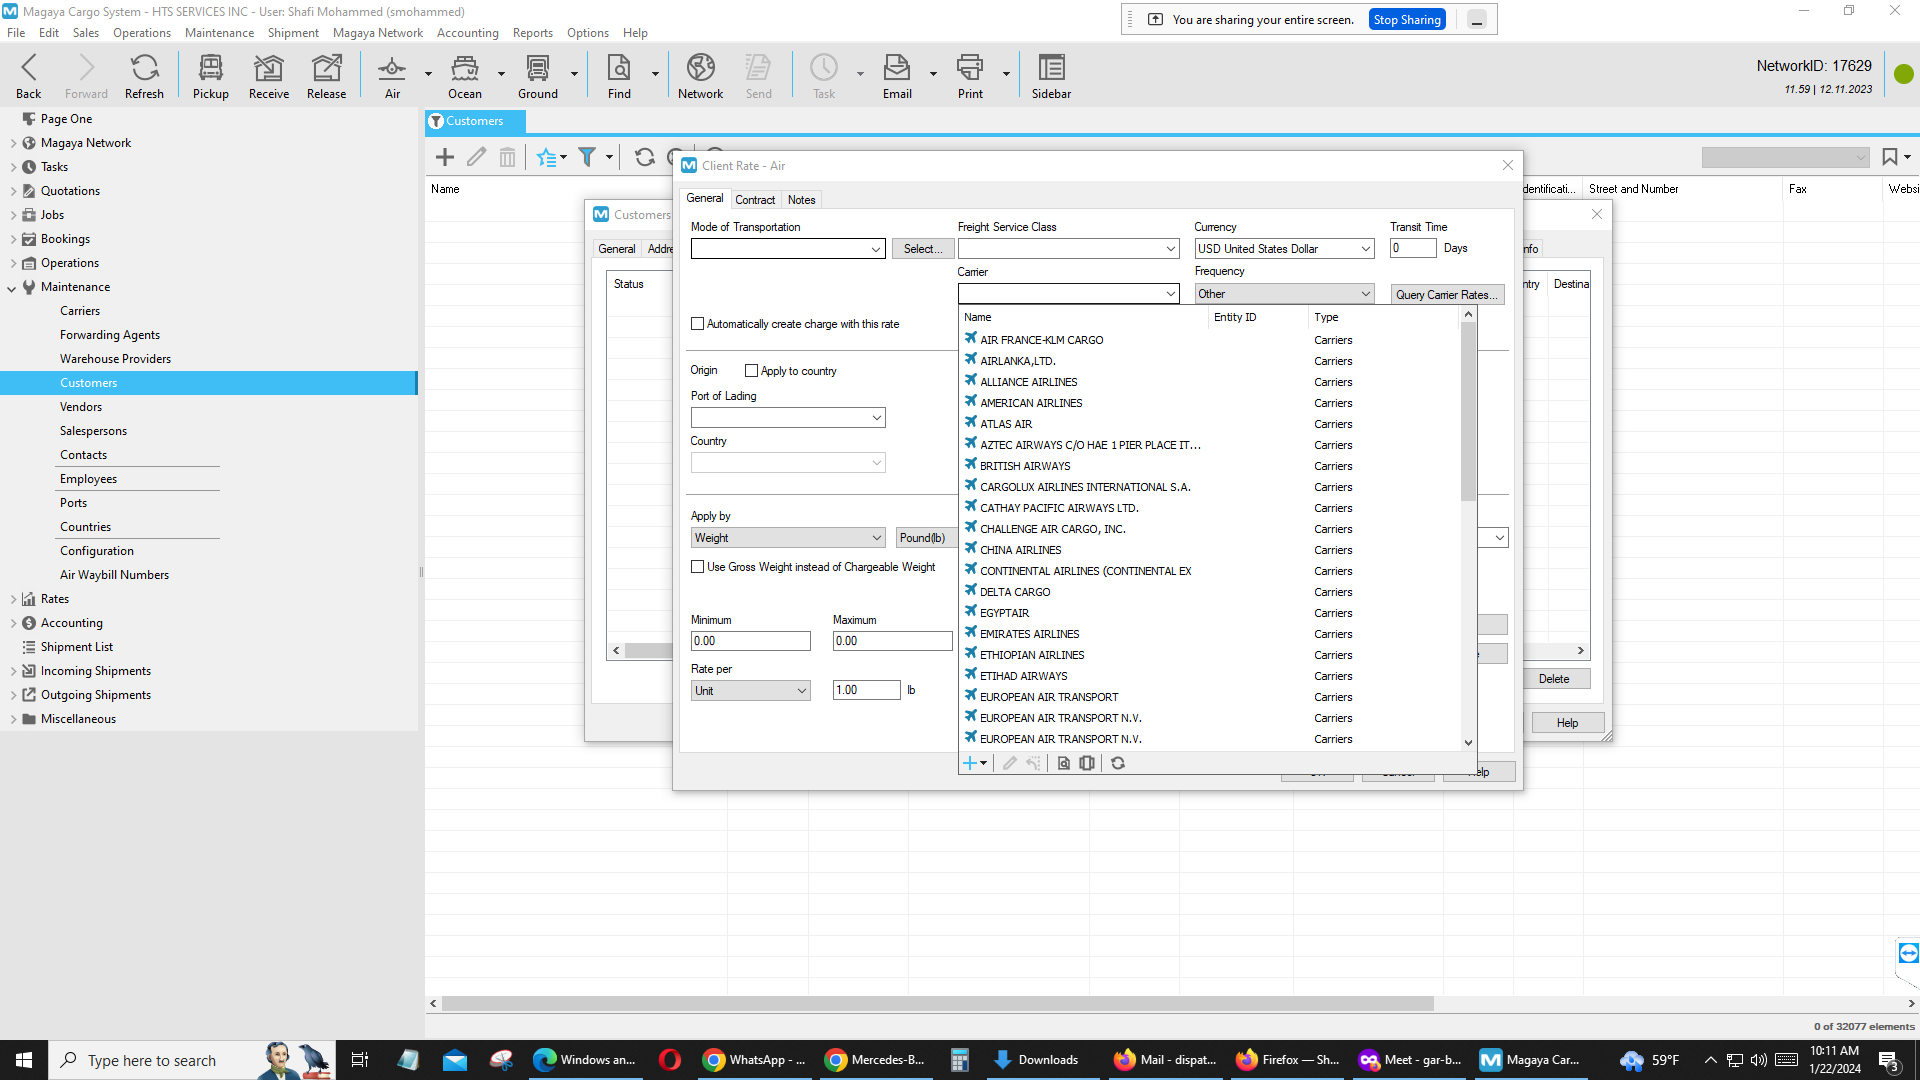 Magaya Cargo System - HTS SERVICES INC - User: Shafi Mohammed (smohammed)
You are sharing your entire screen.
Stop Sharing
File Edit Sales Operations Maintenance Shipment Magaya Network Accounting Reports Options Help
Back Forward Refresh Pickup Receive Release Air Ocean Ground Find Network Send Task Email Print Sidebar
NetworkID: 17629
11.59 | 12.11.2023
Page One
Magaya Network
Tasks
Quotations
Jobs
Bookings
Operations
Maintenance
Carriers
Forwarding Agents
Warehouse Providers
Customers
Vendors
Salespersons
Contacts
Employees
Ports
Countries
Configuration
Air Waybill Numbers
Rates
Accounting
Shipment List
Incoming Shipments
Outgoing Shipments
Miscellaneous
Customers
Name
Street and Number
Fax
Websi
Customers
General Addre
Status
Destina
Delete
Help
Client Rate - Air
General Contract Notes
Mode of Transportation
Select...
Freight Service Class
Currency
USD United States Dollar
Transit Time
0 Days
Carrier
Frequency
Other
Query Carrier Rates...
Automatically create charge with this rate
Origin
Apply to country
Port of Lading
Country
Apply by
Weight
Pound(lb)
Use Gross Weight instead of Chargeable Weight
Minimum Maximum
0.00 0.00
Rate per
Unit 1.00 lb
Name Entity ID Type
AIR FRANCE-KLM CARGO Carriers
AIRLANKA,LTD. Carriers
ALLIANCE AIRLINES Carriers
AMERICAN AIRLINES Carriers
ATLAS AIR Carriers
AZTEC AIRWAYS C/O HAE 1 PIER PLACE IT... Carriers
BRITISH AIRWAYS Carriers
CARGOLUX AIRLINES INTERNATIONAL S.A. Carriers
CATHAY PACIFIC AIRWAYS LTD. Carriers
CHALLENGE AIR CARGO, INC. Carriers
CHINA AIRLINES Carriers
CONTINENTAL AIRLINES (CONTINENTAL EX Carriers
DELTA CARGO Carriers
EGYPTAIR Carriers
EMIRATES AIRLINES Carriers
ETHIOPIAN AIRLINES Carriers
ETIHAD AIRWAYS Carriers
EUROPEAN AIR TRANSPORT Carriers
EUROPEAN AIR TRANSPORT N.V. Carriers
EUROPEAN AIR TRANSPORT N.V. Carriers
0 of 32077 elements
Type here to search
Windows an...
WhatsApp - ...
Mercedes-B...
Downloads
Mail - dispat...
Firefox — Sh...
Meet - gar-b...
Magaya Car...
59°F
10:11 AM
1/22/2024
3